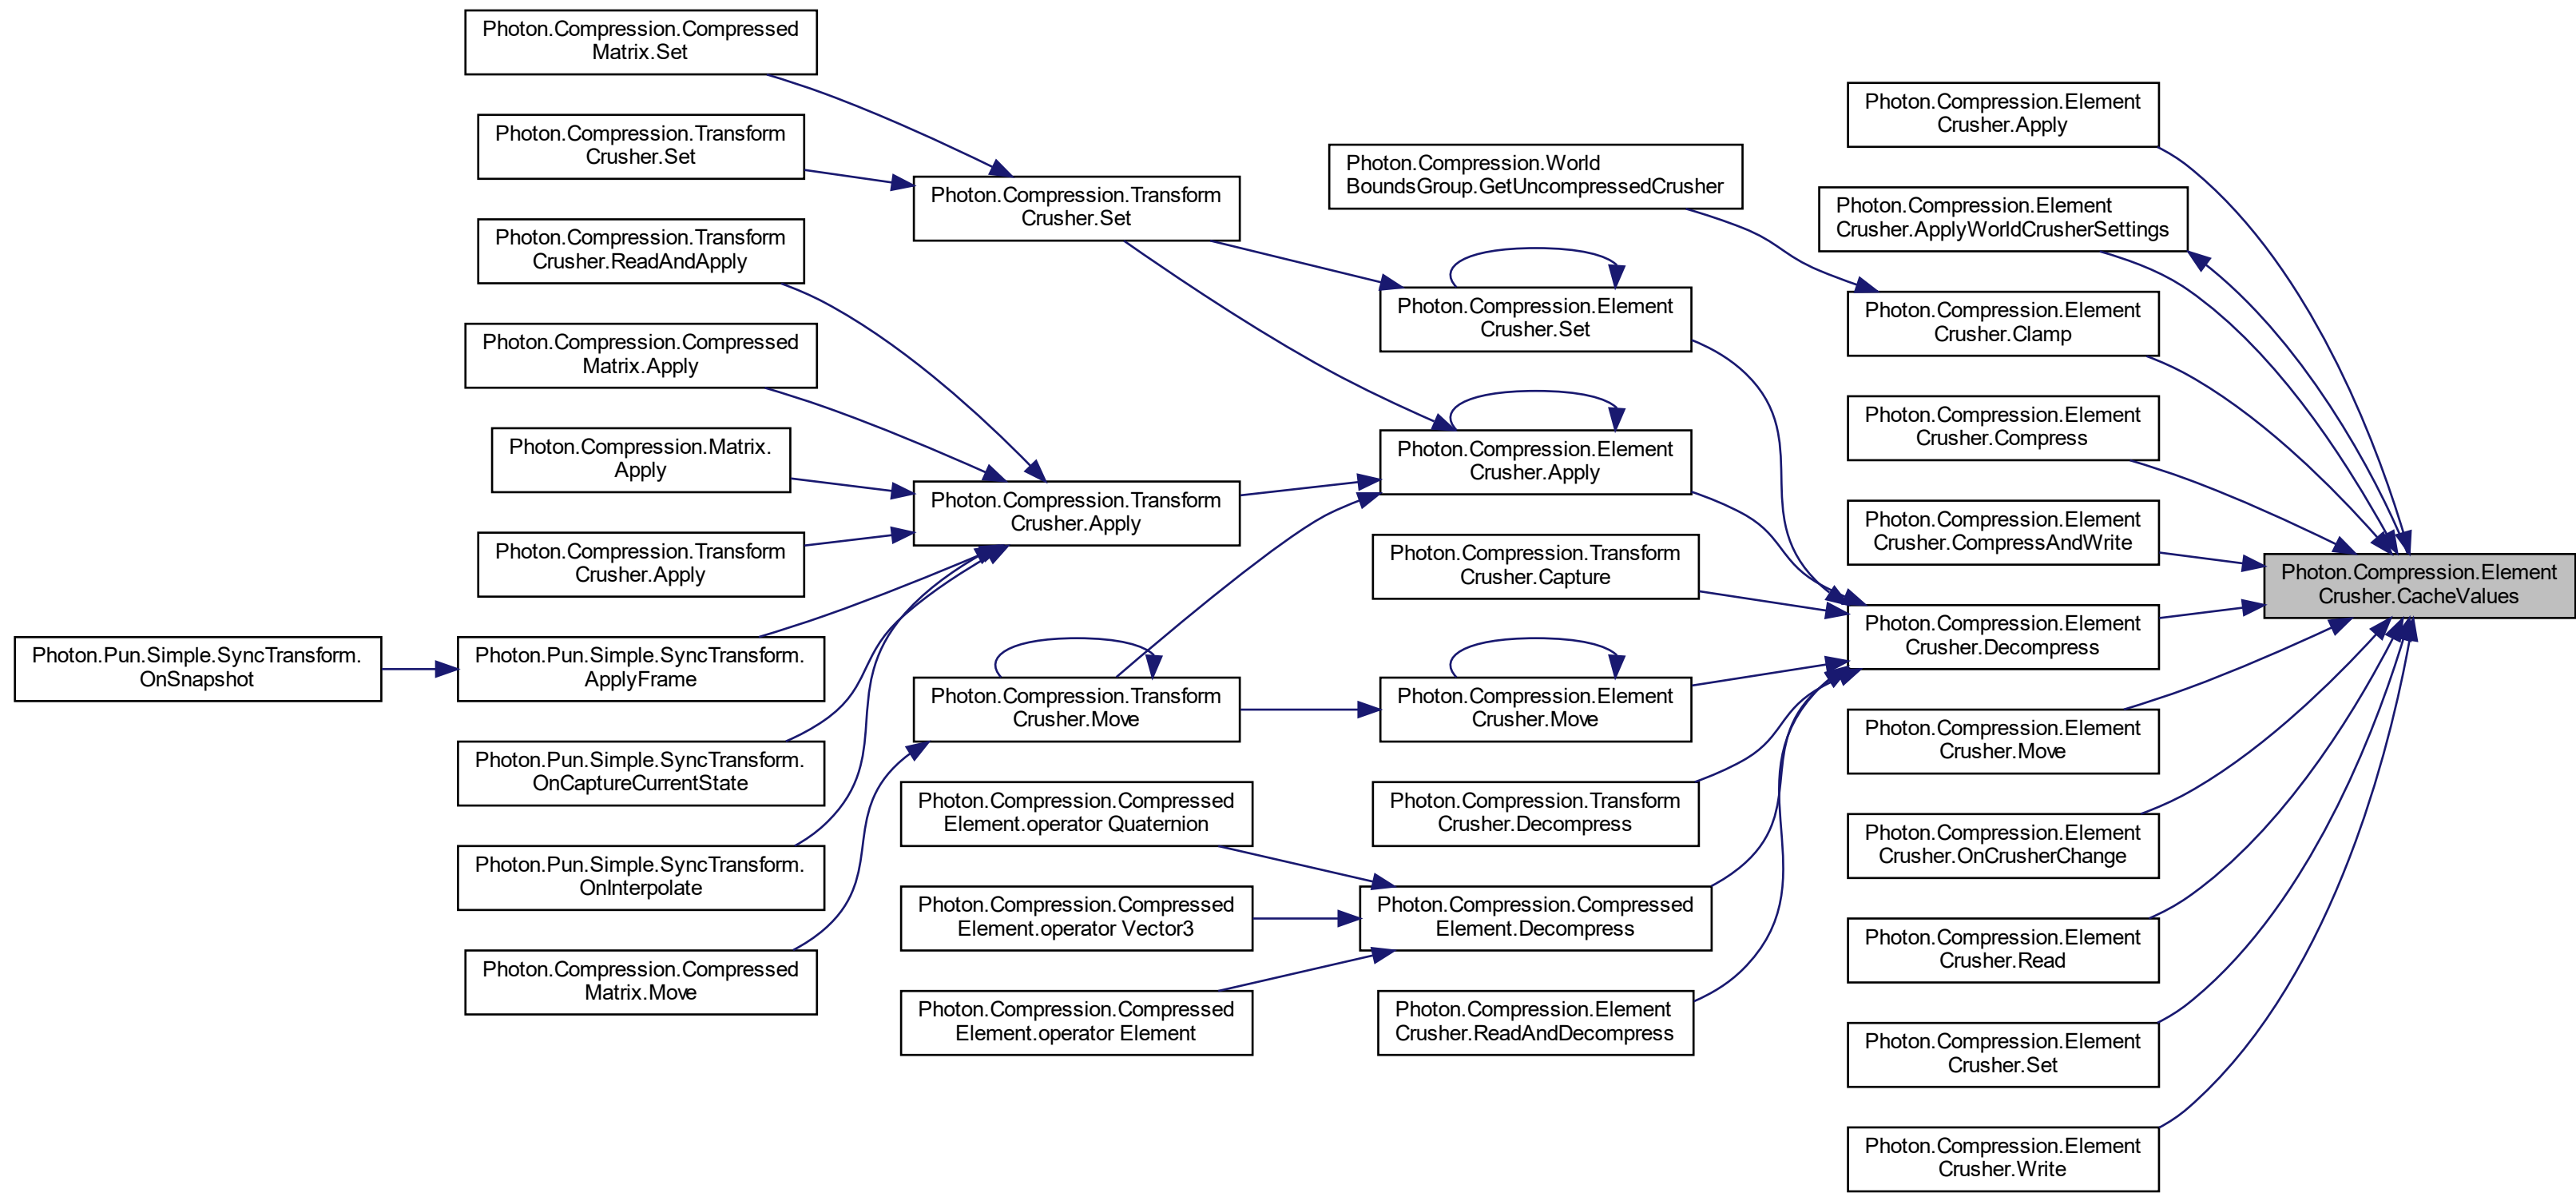 Photon.Compression.Compressed
Matrix.Set
Photon.Compression.Transform
Crusher.Set
Photon.Compression.Transform
Crusher.ReadAndApply
Photon.Compression.Compressed
Matrix.Apply
Photon.Compression.Matrix.
Apply
Photon.Compression.Transform
Crusher.Apply
Photon.Pun.Simple.SyncTransform.
OnSnapshot
Photon.Pun.Simple.SyncTransform.
ApplyFrame
Photon.Pun.Simple.SyncTransform.
OnCaptureCurrentState
Photon.Pun.Simple.SyncTransform.
OnInterpolate
Photon.Compression.Compressed
Matrix.Move
Photon.Compression.Transform
Crusher.Set
Photon.Compression.Transform
Crusher.Apply
Photon.Compression.Transform
Crusher.Move
Photon.Compression.Compressed
Element.operator Quaternion
Photon.Compression.Compressed
Element.operator Vector3
Photon.Compression.Compressed
Element.operator Element
Photon.Compression.World
BoundsGroup.GetUncompressedCrusher
Photon.Compression.Element
Crusher.Set
Photon.Compression.Element
Crusher.Apply
Photon.Compression.Transform
Crusher.Capture
Photon.Compression.Element
Crusher.Move
Photon.Compression.Transform
Crusher.Decompress
Photon.Compression.Compressed
Element.Decompress
Photon.Compression.Element
Crusher.ReadAndDecompress
Photon.Compression.Element
Crusher.Apply
Photon.Compression.Element
Crusher.ApplyWorldCrusherSettings
Photon.Compression.Element
Crusher.Clamp
Photon.Compression.Element
Crusher.Compress
Photon.Compression.Element
Crusher.CompressAndWrite
Photon.Compression.Element
Crusher.Decompress
Photon.Compression.Element
Crusher.Move
Photon.Compression.Element
Crusher.OnCrusherChange
Photon.Compression.Element
Crusher.Read
Photon.Compression.Element
Crusher.Set
Photon.Compression.Element
Crusher.Write
Photon.Compression.Element
Crusher.CacheValues